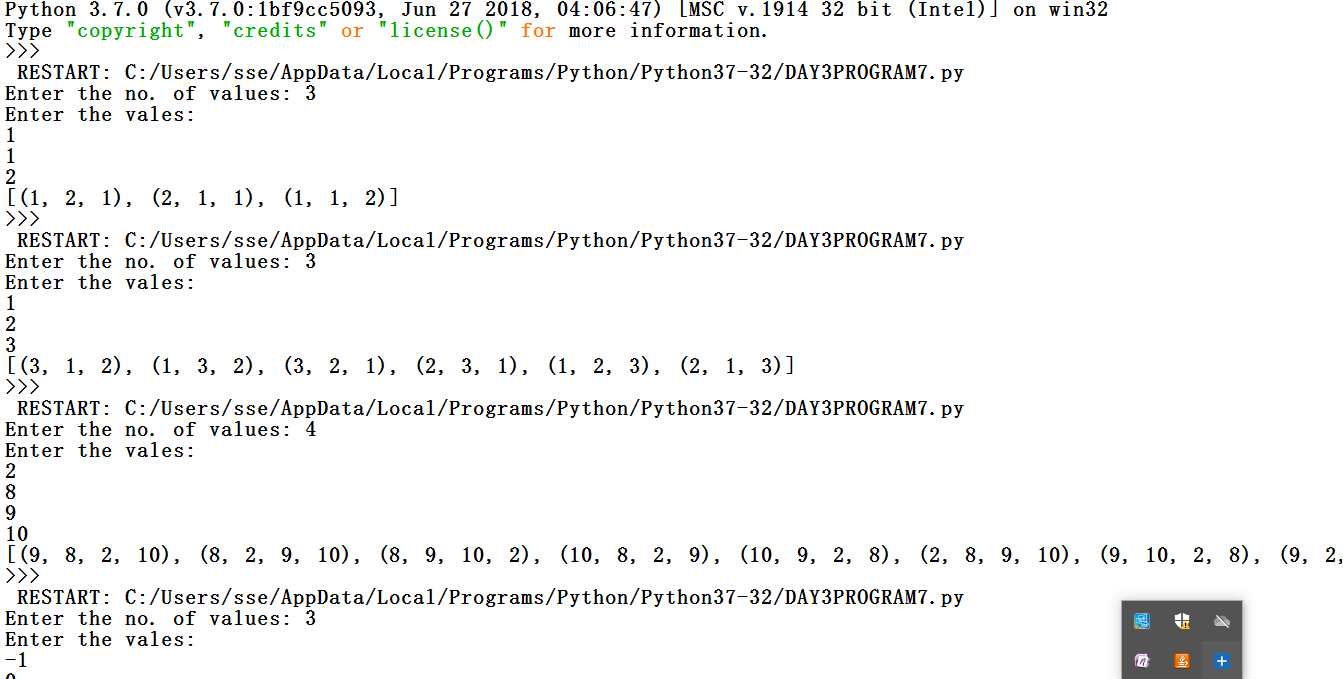 Python 3.7.0 (v3.7.0:1bf9cc5093, Jun 27 2018, 04:06:47) [MSC v.1914 32 bit (Intel)] on win32
Type "copyright", "credits" or "license()" for more information.
>>>
RESTART: C:/Users/sse/AppData/Local/Programs/Python/Python37-32/DAY3PROGRAM7.py
Enter the no. of values: 3
Enter the vales:
1
1
2
[(1, 2, 1), (2, 1, 1), (1, 1, 2)]
>>>
RESTART: C:/Users/sse/AppData/Local/Programs/Python/Python37-32/DAY3PROGRAM7.py
Enter the no. of values: 3
Enter the vales:
1
2
3
[(3, 1, 2), (1, 3, 2), (3, 2, 1), (2, 3, 1), (1, 2, 3), (2, 1, 3)]
>>>
RESTART: C:/Users/sse/AppData/Local/Programs/Python/Python37-32/DAY3PROGRAM7.py
Enter the no. of values: 4
Enter the vales:
2
8
9
10
[(9, 8, 2, 10), (8, 2, 9, 10), (8, 9, 10, 2), (10, 8, 2, 9), (10, 9, 2, 8), (2, 8, 9, 10), (9, 10, 2, 8), (9, 2,
>>>
RESTART: C:/Users/sse/AppData/Local/Programs/Python/Python37-32/DAY3PROGRAM7.py
Enter the no. of values: 3
Enter the vales:
-1